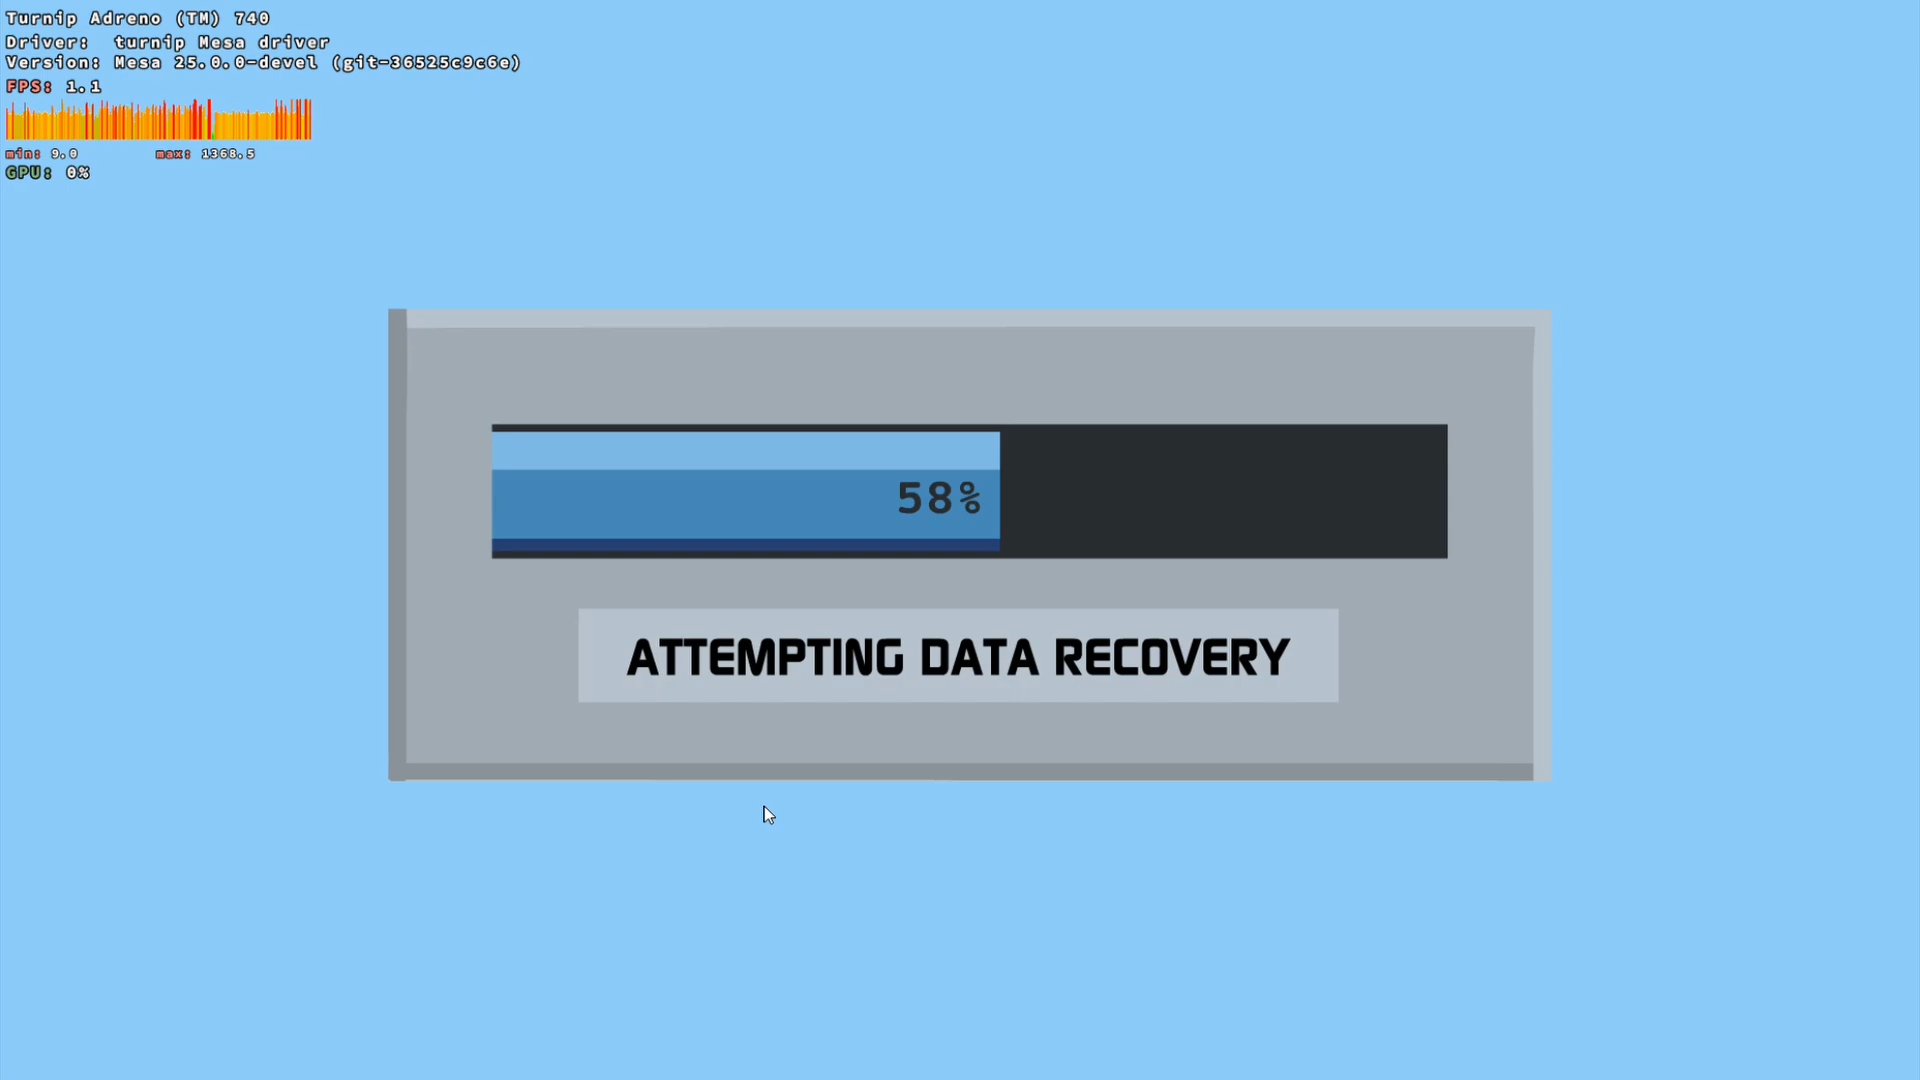 Turnip Adreno (TM) 740
Driver: turnip Mesa driver
Version: Mesa 25.0.0-devel (git-36525c9c6e)
FPS: 1.1
min: 9.0 max: 1368.5
GPU: 0%
58%
ATTEMPTING DATA RECOVERY